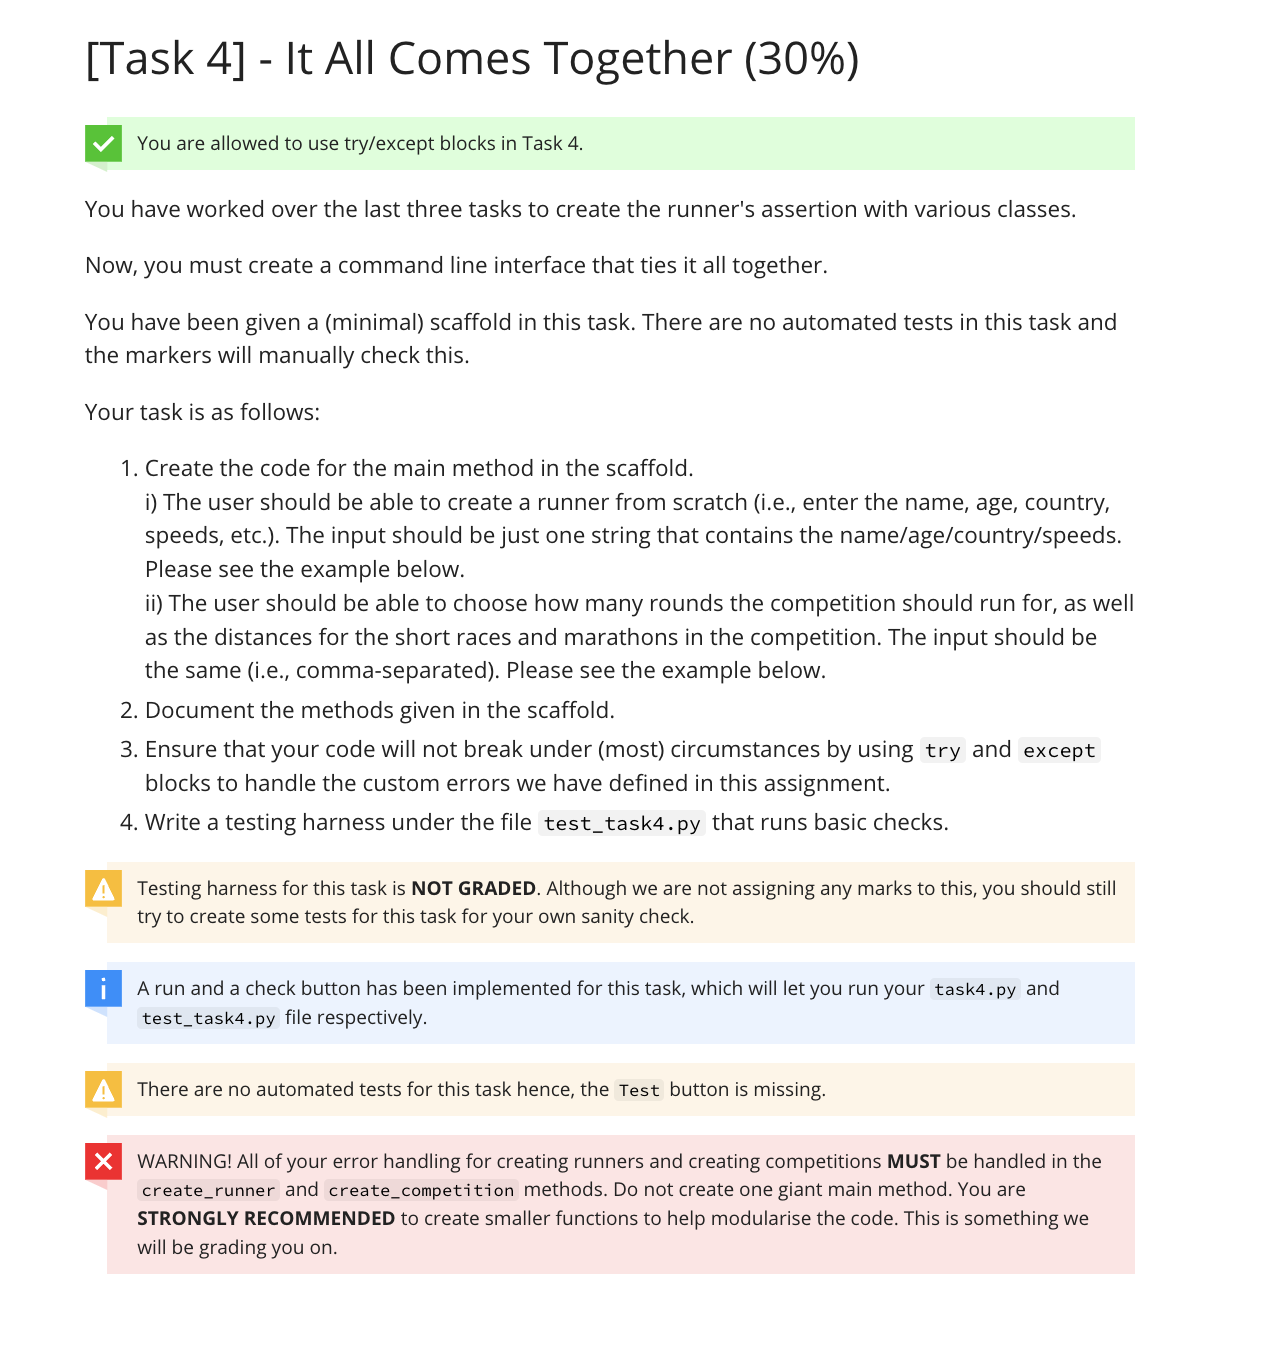 [Task 4] - It All Comes Together (30%)
You are allowed to use try/except blocks in Task 4.
You have worked over the last three tasks to create the runner's assertion with various classes.
Now, you must create a command line interface that ties it all together.
You have been given a (minimal) scaffold in this task. There are no automated tests in this task and
the markers will manually check this.
Your task is as follows:
1. Create the code for the main method in the scaffold.
i) The user should be able to create a runner from scratch (i.e., enter the name, age, country,
speeds, etc.). The input should be just one string that contains the name/age/country/speeds.
Please see the example below.
ii) The user should be able to choose how many rounds the competition should run for, as well
as the distances for the short races and marathons in the competition. The input should be
the same (i.e., comma-separated). Please see the example below.
2. Document the methods given in the scaffold.
3. Ensure that your code will not break under (most) circumstances by using try and except
blocks to handle the custom errors we have defined in this assignment.
4. Write a testing harness under the file test_task4.py that runs basic checks.
Testing harness for this task is NOT GRADED. Although we are not assigning any marks to this, you should still
try to create some tests for this task for your own sanity check.
A run and a check button has been implemented for this task, which will let you run your task4.py and
test_task4.py file respectively.
There are no automated tests for this task hence, the Test button is missing.
WARNING! All of your error handling for creating runners and creating competitions MUST be handled in the
create_runner and create_competition methods. Do not create one giant main method. You are
STRONGLY RECOMMENDED to create smaller functions to help modularise the code. This is something we
will be grading you on.